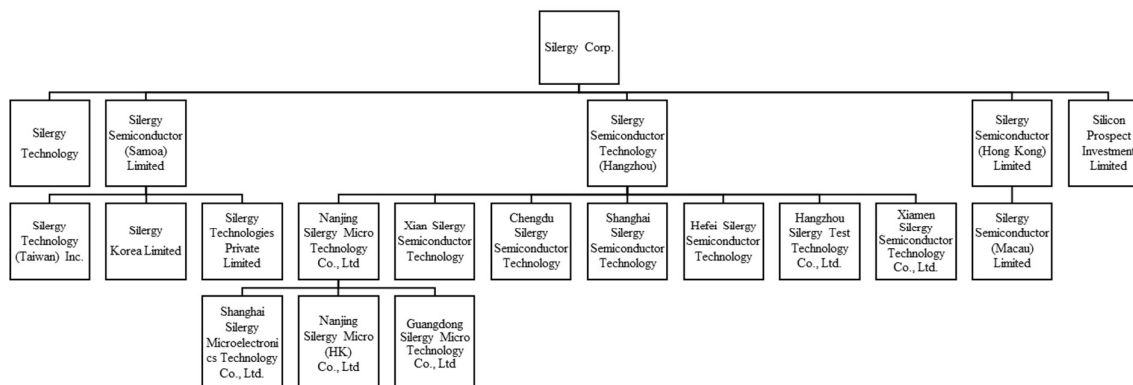 Silergy Corp.
Silergy
Technology
Silergy
Semiconductor
(Samoa)
Limited
Silergy
Semiconductor
Technology
(Hangzhou)
Silergy
Semiconductor
(Hong Kong)
Limited
Silicon
Prospect
Investment
Limited
Silergy
Technology
(Taiwan) Inc.
Silergy
Korea Limited
Silergy
Technologies
Private
Limited
Nanjing
Silergy Micro
Technology
Co., Ltd
Xian Silergy
Semiconductor
Technology
Chengdu
Silergy
Semiconductor
Technology
Shanghai
Silergy
Semiconductor
Technology
Hefei Silergy
Semiconductor
Technology
Hangzhou
Silergy Test
Technology
Co., Ltd.
Xiamen
Silergy
Semiconductor
Technology
Co., Ltd.
Silergy
Semiconductor
(Macau)
Limited
Shanghai
Silergy
Microelectroni
cs Technology
Co., Ltd.
Nanjing
Silergy Micro
(HK)
Co., Ltd
Guangdong
Silergy Micro
Technology
Co., Ltd